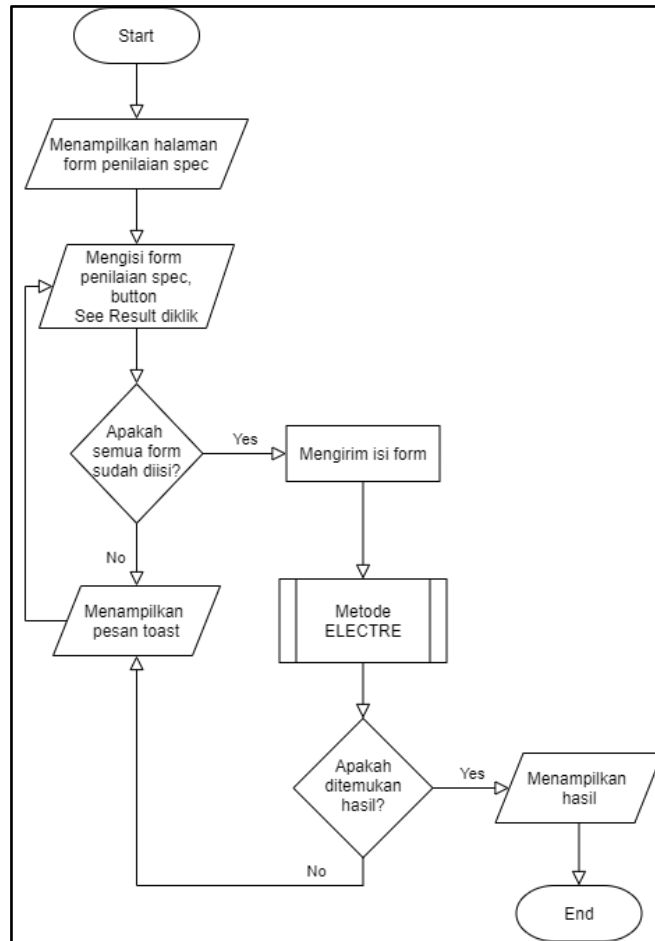 Start
Menampilkan halaman
form penilaian spec
Mengisi form
penilaian spec,
button
See Result diklik
Apakah
semua form
sudah diisi?
Yes
Mengirim isi form
No
Menampilkan
pesan toast
Metode
ELECTRE
Apakah
ditemukan
hasil?
Yes
Menampilkan
hasil
No
End